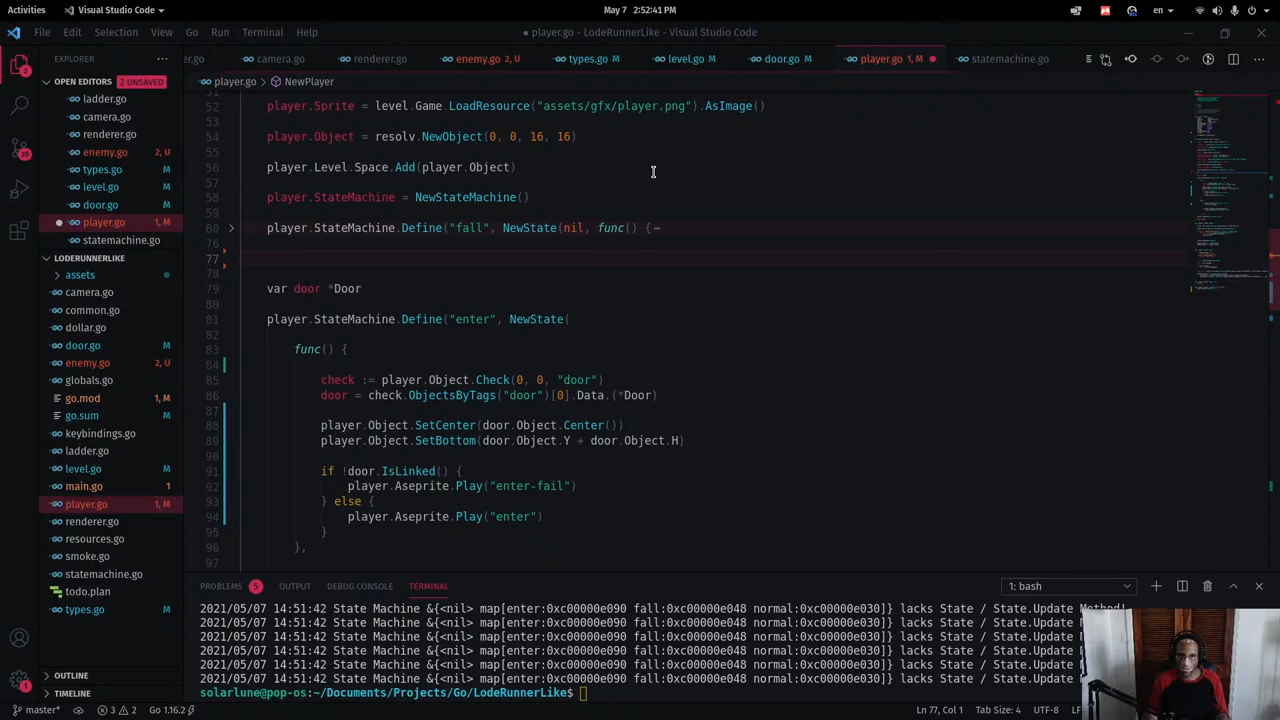 Activities
Visual Studio Code
May 7 2:52:41 PM
en
File Edit Selection View Go Run Terminal Help
● player.go - LodeRunnerLike - Visual Studio Code
EXPLORER
er.go camera.go renderer.go enemy.go 2, U types.go level.go door.go player.go 1, M ● statemachine.go
player.go > NewPlayer
OPEN EDITORS 2 UNSAVED
ladder.go
camera.go
renderer.go
enemy.go 2, U
types.go M
level.go M
door.go M
player.go 1, M
statemachine.go
LODERUNNERLIKE
assets
camera.go
common.go
dollar.go
door.go M
enemy.go 2, U
globals.go
go.mod 1, M
go.sum M
keybindings.go
ladder.go
level.go M
main.go 1
player.go 1, M
renderer.go
resources.go
smoke.go
statemachine.go
todo.plan
types.go M
OUTLINE
TIMELINE
52 player.Sprite = level.Game.LoadResource("assets/gfx/player.png").AsImage()
53
54 player.Object = resolv.NewObject(0, 0, 16, 16)
55
56
57
58 player.StateMachine = NewStateMachine()
59
60 player.StateMachine.Define("fall", NewState(nil, func() { ⋯
76
77
78
79 var door *Door
80
81 player.StateMachine.Define("enter", NewState(
82
83 func() {
84
85 check := player.Object.Check(0, 0, "door")
86 door = check.ObjectsByTags("door")[0].Data.(*Door)
87
88 player.Object.SetCenter(door.Object.Center())
89 player.Object.SetBottom(door.Object.Y + door.Object.H)
90
91 if !door.IsLinked() {
92 player.Aseprite.Play("enter-fail")
93 } else {
94 player.Aseprite.Play("enter")
95 }
96 },
97
PROBLEMS 5 OUTPUT DEBUG CONSOLE TERMINAL 1: bash
2021/05/07 14:51:42 State Machine &{<nil> map[enter:0xc00000e090 fall:0xc00000e048 normal:0xc00000e030]} lacks State / State.Update Method!
2021/05/07 14:51:42 State Machine &{<nil> map[enter:0xc00000e090 fall:0xc00000e048 normal:0xc00000e030]} lacks State / State.Update
2021/05/07 14:51:42 State Machine &{<nil> map[enter:0xc00000e090 fall:0xc00000e048 normal:0xc00000e030]} lacks State / State.Update
2021/05/07 14:51:42 State Machine &{<nil> map[enter:0xc00000e090 fall:0xc00000e048 normal:0xc00000e030]} lacks State / State.Update
2021/05/07 14:51:42 State Machine &{<nil> map[enter:0xc00000e090 fall:0xc00000e048 normal:0xc00000e030]} lacks State / State.Update
2021/05/07 14:51:42 State Machine &{<nil> map[enter:0xc00000e090 fall:0xc00000e048 normal:0xc00000e030]} lacks State / State.Update
solarlune@pop-os:~/Documents/Projects/Go/LodeRunnerLike$
master* 3 2 Go 1.16.2
Ln 77, Col 1 Tab Size: 4 UTF-8 LF